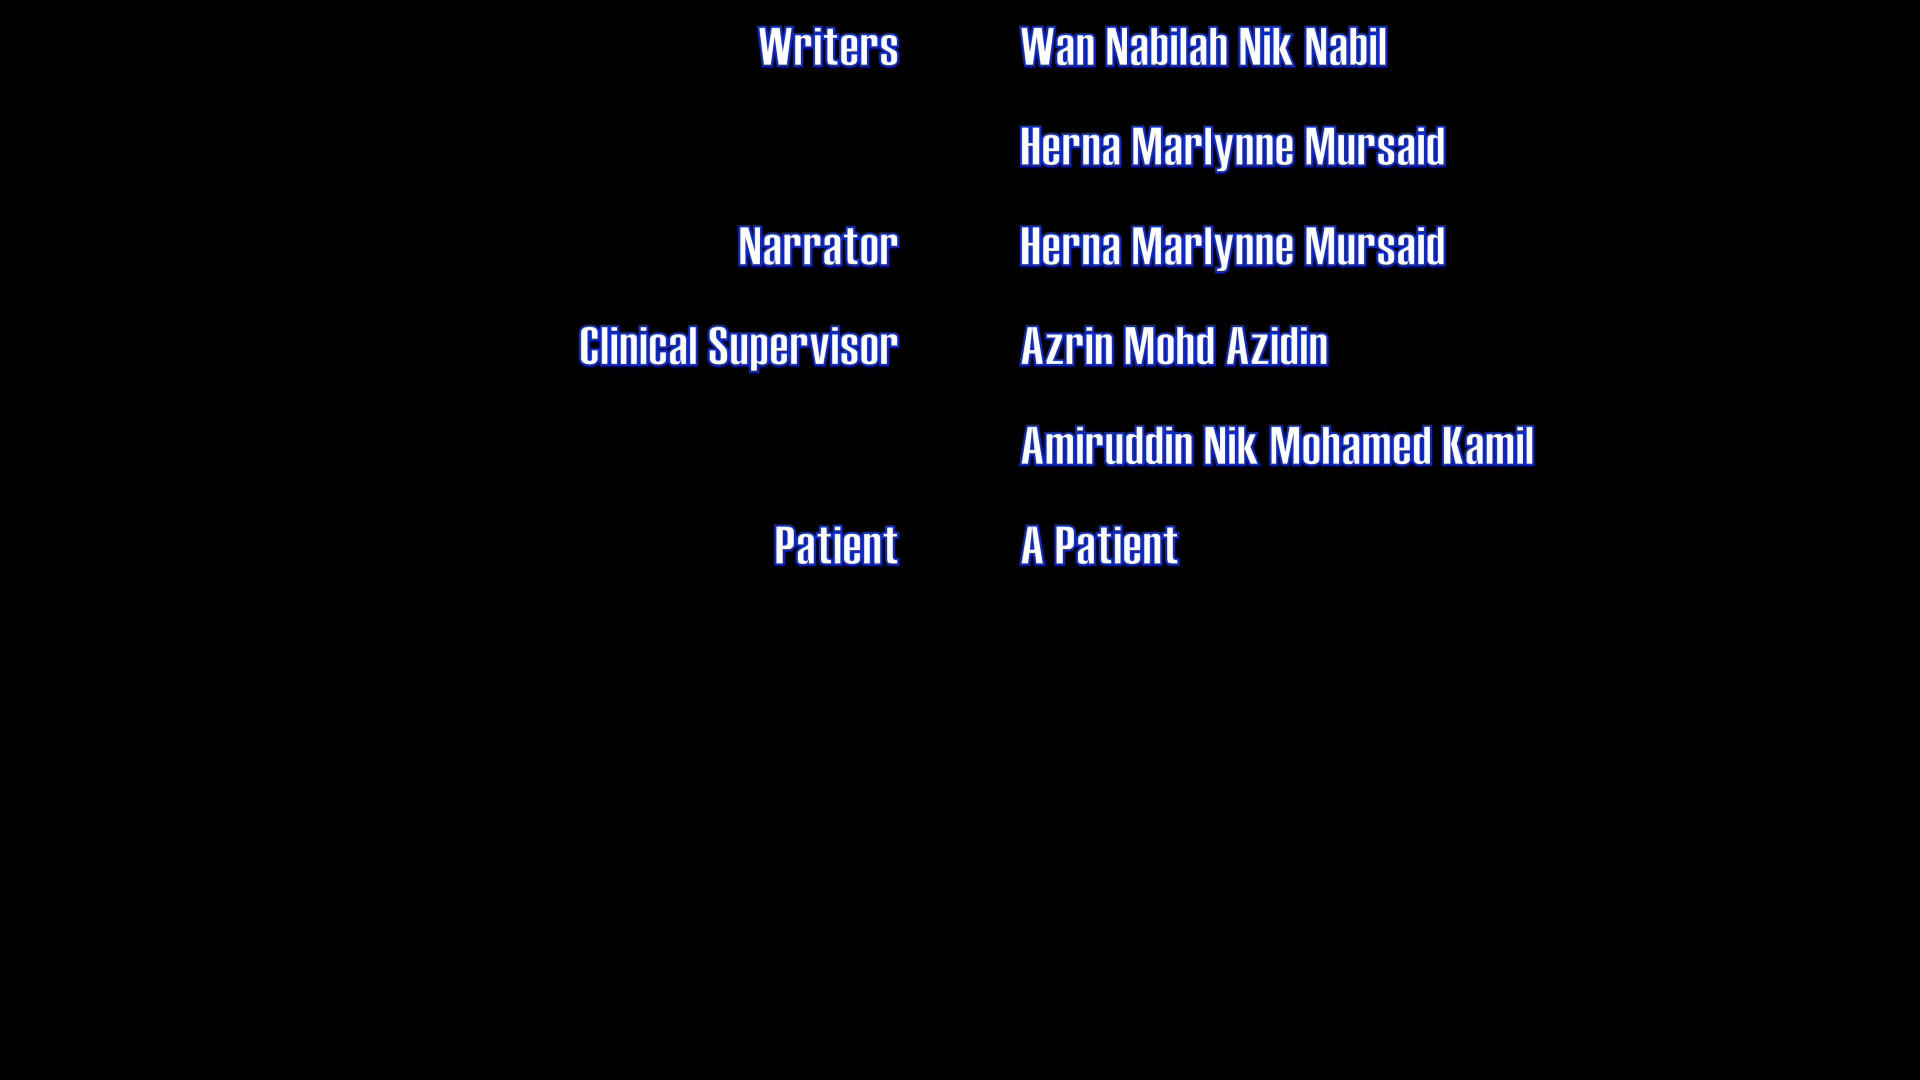 Writers Wan Nabilah Nik Nabil
Herna Marlynne Mursaid
Narrator Herna Marlynne Mursaid
Clinical Supervisor Azrin Mohd Azidin
Amiruddin Nik Mohamed Kamil
Patient A Patient